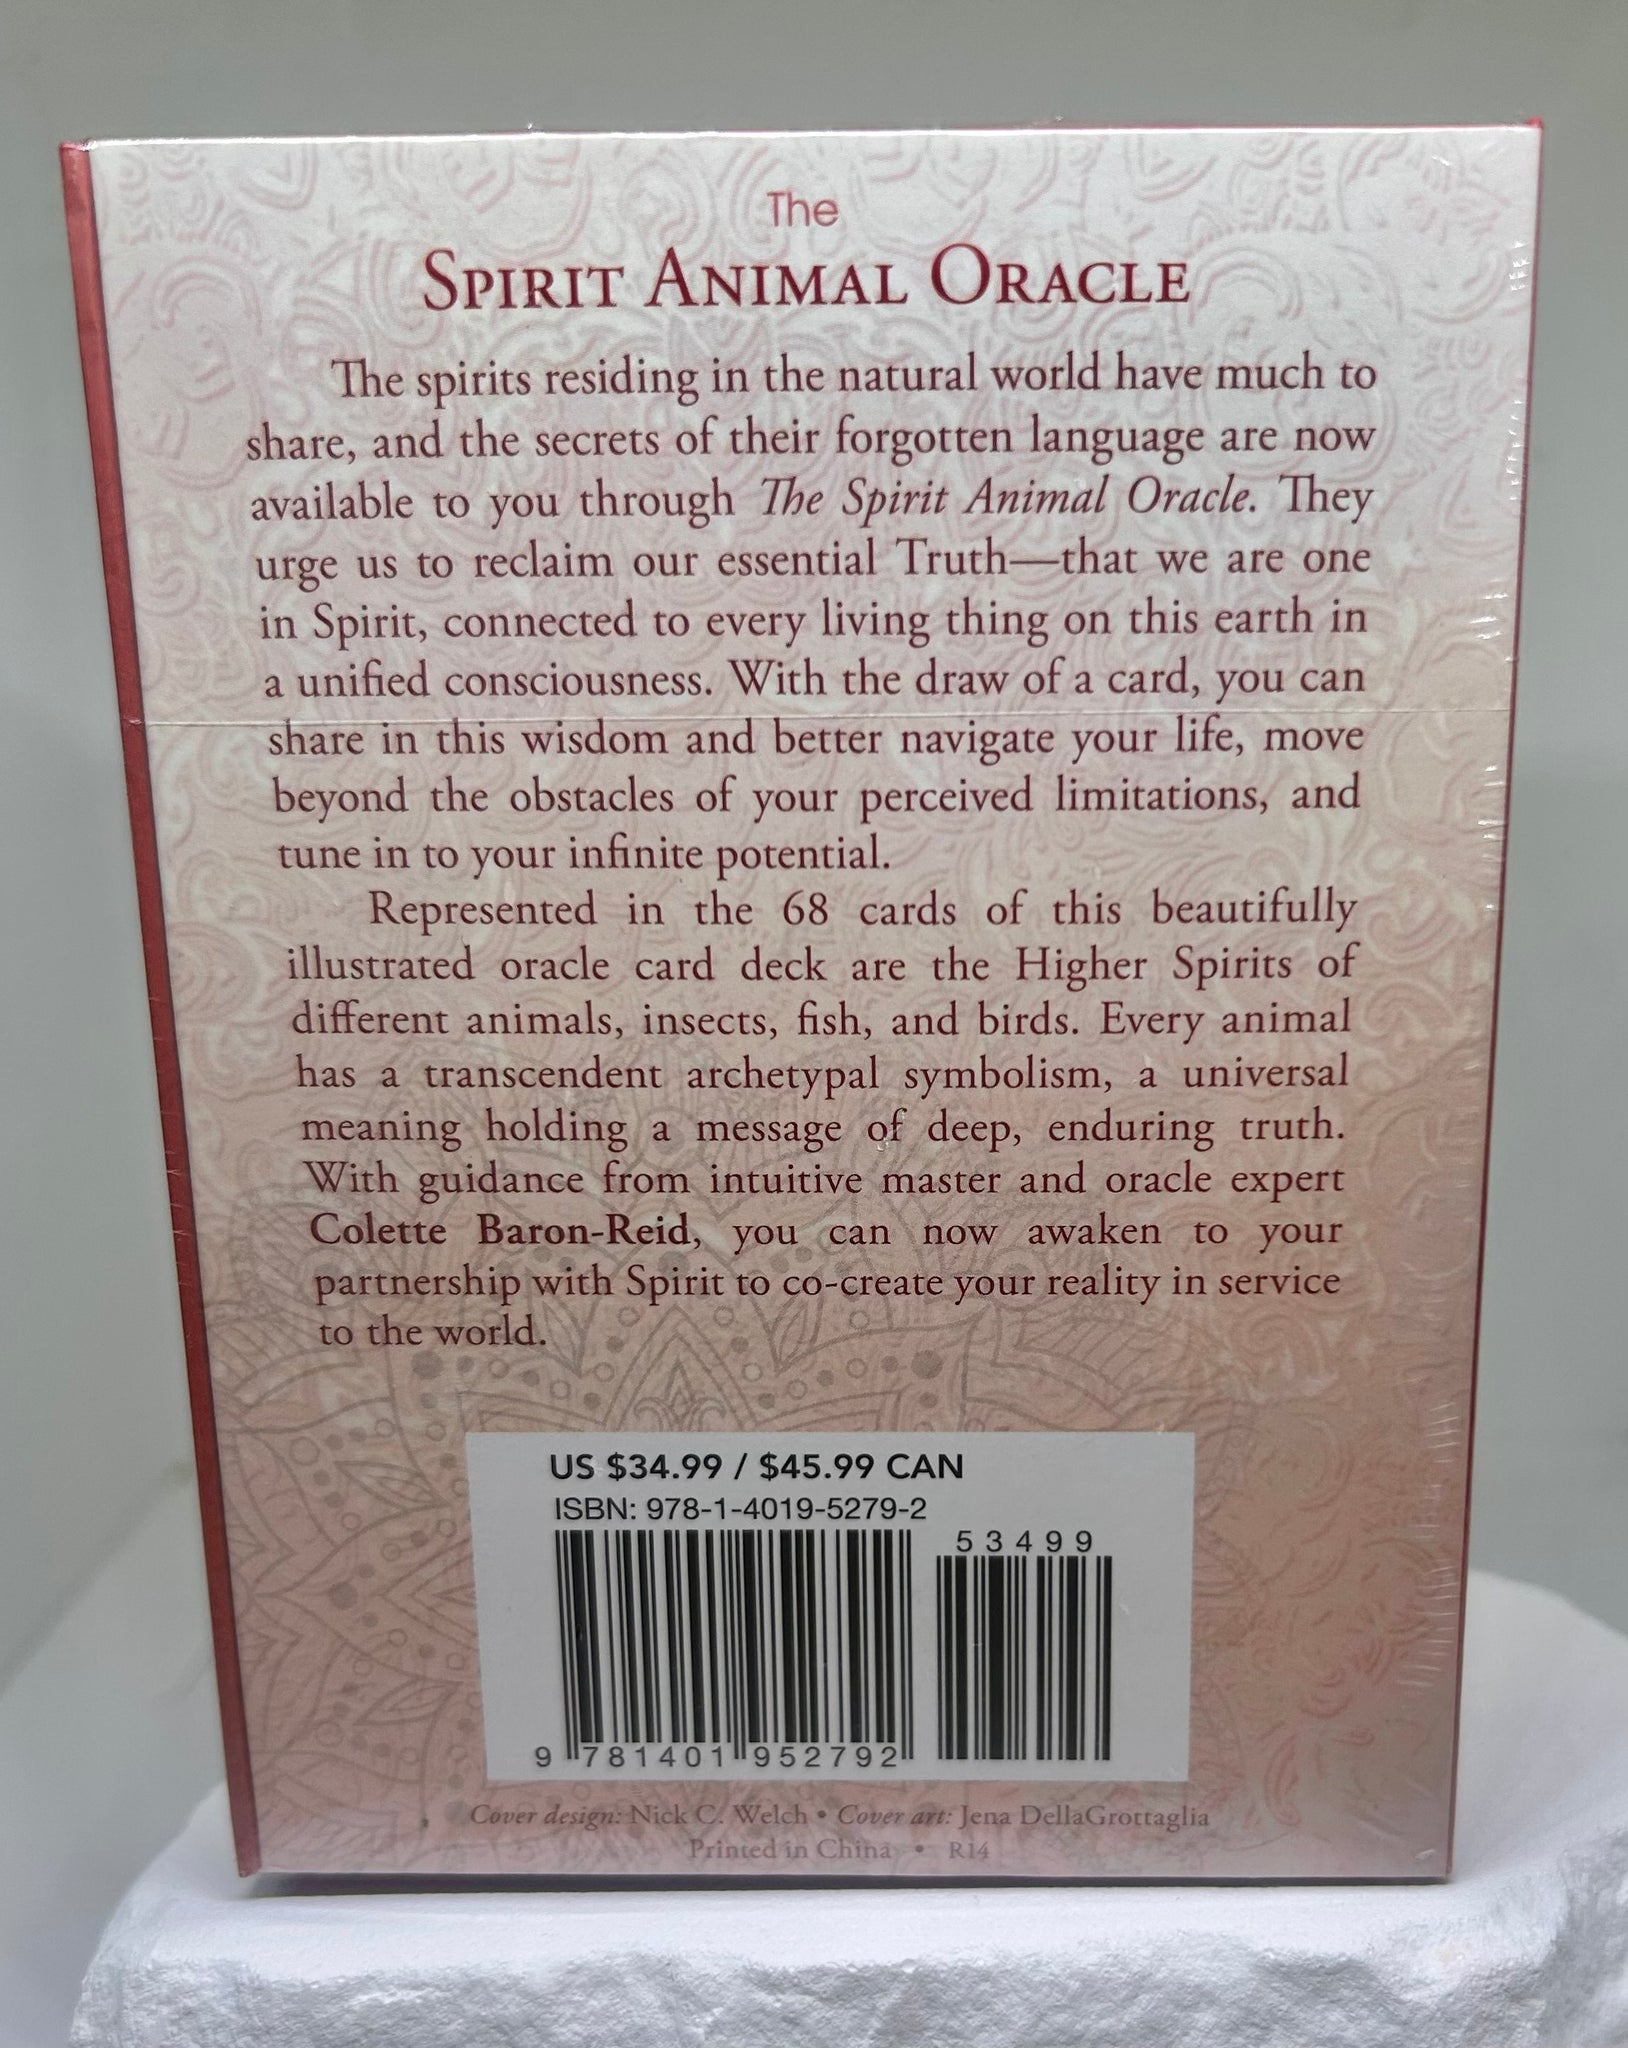 The
SPIRIT ANIMAL ORACLE
The spirits residing in the natural world have much to
share, and the secrets of their forgotten language are now
available to you through The Spirit Animal Oracle. They
urge us to reclaim our essential Truth—that we are one
in Spirit, connected to every living thing on this earth in
a unified consciousness. With the draw of a card, you can
share in this wisdom and better navigate your life, move
beyond the obstacles of your perceived limitations, and
tune in to your infinite potential.
Represented in the 68 cards of this beautifully
illustrated oracle card deck are the Higher Spirits of
different animals, insects, fish, and birds. Every animal
has a transcendent archetypal symbolism, a universal
meaning holding a message of deep, enduring truth.
With guidance from intuitive master and oracle expert
Colette Baron-Reid, you can now awaken to your
partnership with Spirit to co-create your reality in service
to the world.
US $34.99 / $45.99 CAN
ISBN: 978-1-4019-5279-2
53499
9 781401 952792
Cover design: Nick C. Welch • Cover art: Jena DellaGrottaglia
Printed in China • R14